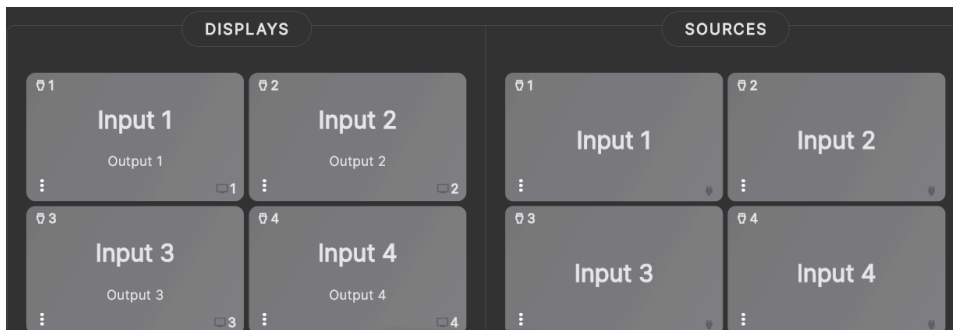 DISPLAYS
SOURCES
1
Input 1
Output 1
1
2
Input 2
Output 2
2
3
Input 3
Output 3
3
4
Input 4
Output 4
4
1
Input 1
2
Input 2
3
Input 3
4
Input 4